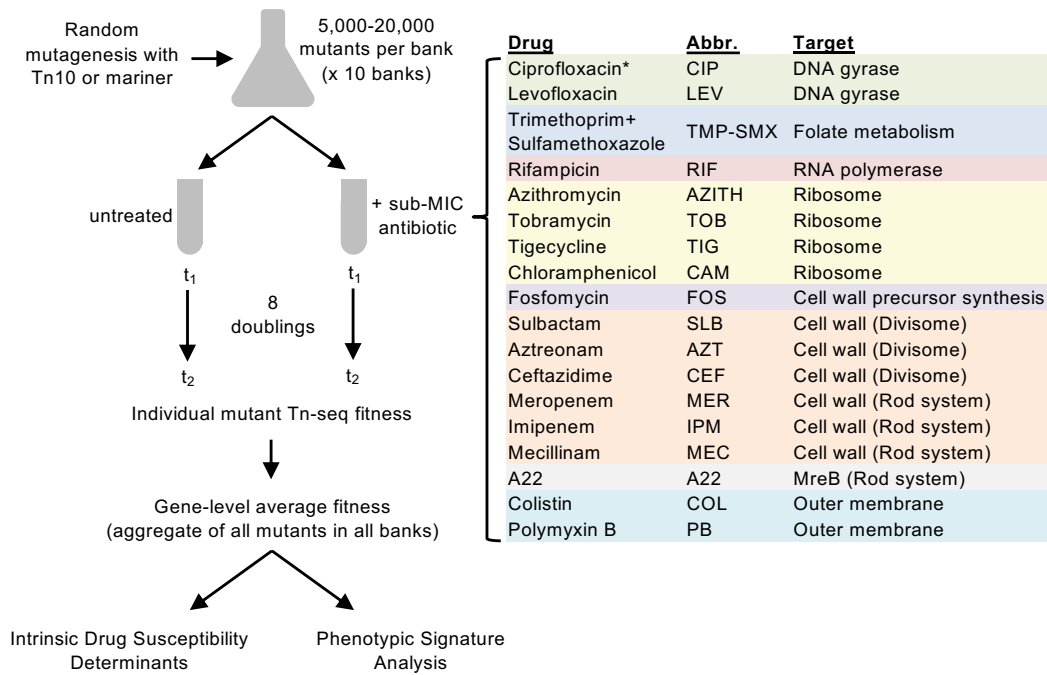 Random
mutagenesis with
Tn10 or mariner
5,000-20,000
mutants per bank
(x 10 banks)
untreated
+ sub-MIC
antibiotic
t1
t1
8
doublings
t2
t2
Individual mutant Tn-seq fitness
Gene-level average fitness
(aggregate of all mutants in all banks)
Intrinsic Drug Susceptibility
Determinants
Phenotypic Signature
Analysis
Drug Abbr. Target
Ciprofloxacin* CIP DNA gyrase
Levofloxacin LEV DNA gyrase
Trimethoprim+
Sulfamethoxazole TMP-SMX Folate metabolism
Rifampicin RIF RNA polymerase
Azithromycin AZITH Ribosome
Tobramycin TOB Ribosome
Tigecycline TIG Ribosome
Chloramphenicol CAM Ribosome
Fosfomycin FOS Cell wall precursor synthesis
Sulbactam SLB Cell wall (Divisome)
Aztreonam AZT Cell wall (Divisome)
Ceftazidime CEF Cell wall (Divisome)
Meropenem MER Cell wall (Rod system)
Imipenem IPM Cell wall (Rod system)
Mecillinam MEC Cell wall (Rod system)
A22 A22 MreB (Rod system)
Colistin COL Outer membrane
Polymyxin B PB Outer membrane